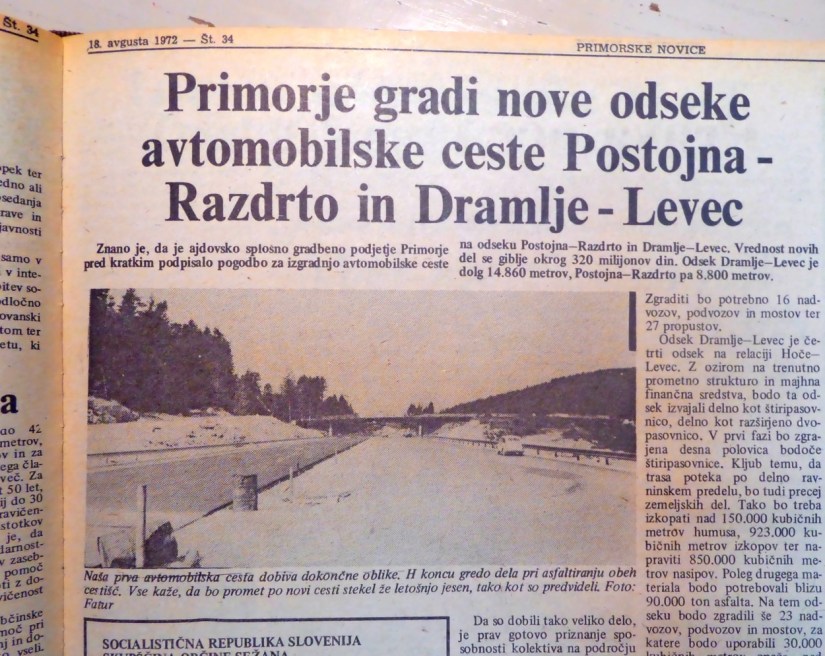 Št. 34
18. avgusta 1972 — Št. 34
PRIMORSKE NOVICE
Primorje gradi nove odseke
avtomobilske ceste Postojna -
Razdrto in Dramlje - Levec
Znano je, da je ajdovsko splošno gradbeno podjetje Primorje
pred kratkim podpisalo pogodbo za izgradnjo avtomobilske ceste
na odseku Postojna—Razdrto in Dramlje—Levec. Vrednost novih
del se giblje okrog 320 milijonov din. Odsek Dramlje—Levec je
dolg 14.860 metrov, Postojna—Razdrto pa 8.800 metrov.
Zgraditi bo potrebno 16 nad-
vozov, podvozov in mostov ter
27 propustov.
Odsek Dramlje—Levec je če-
trti odsek na relaciji Hoče—
Levec. Z ozirom na trenutno
prometno strukturo in majhna
finančna sredstva, bodo ta od-
sek izvajali delno kot štiripasov-
nico, delno kot razširjeno dvo-
pasovnico. V prvi fazi bo zgra-
jena desna polovica bodoče
štiripasovnice. Kljub temu, da
trasa poteka po delno rav-
ninskem predelu, bo tudi precej
zemeljskih del. Tako bo treba
izkopati nad 150.000 kubičnih
metrov humusa, 923.000 ku-
bičnih metrov izkopov ter na-
praviti 850.000 kubičnih me-
trov nasipov. Poleg drugega ma-
teriala bodo potrebovali blizu
90.000 ton asfalta. Na tem od-
seku bodo zgradili še 23 nad-
vozov, podvozov in mostov, za
katere bodo uporabili 30.000
Naša prva avtomobilska cesta dobiva dokončne oblike. H koncu gredo dela pri asfaltiranju obeh
cestišč. Vse kaže, da bo promet po novi cesti stekel že letošnjo jesen, tako kot so predvideli. Foto:
Fatur
Da so dobili tako veliko delo,
je prav gotovo priznanje spo-
sobnosti kolektiva na področju
SOCIALISTIČNA REPUBLIKA SLOVENIJA
SKUPŠČINA OBČINE SEŽANA